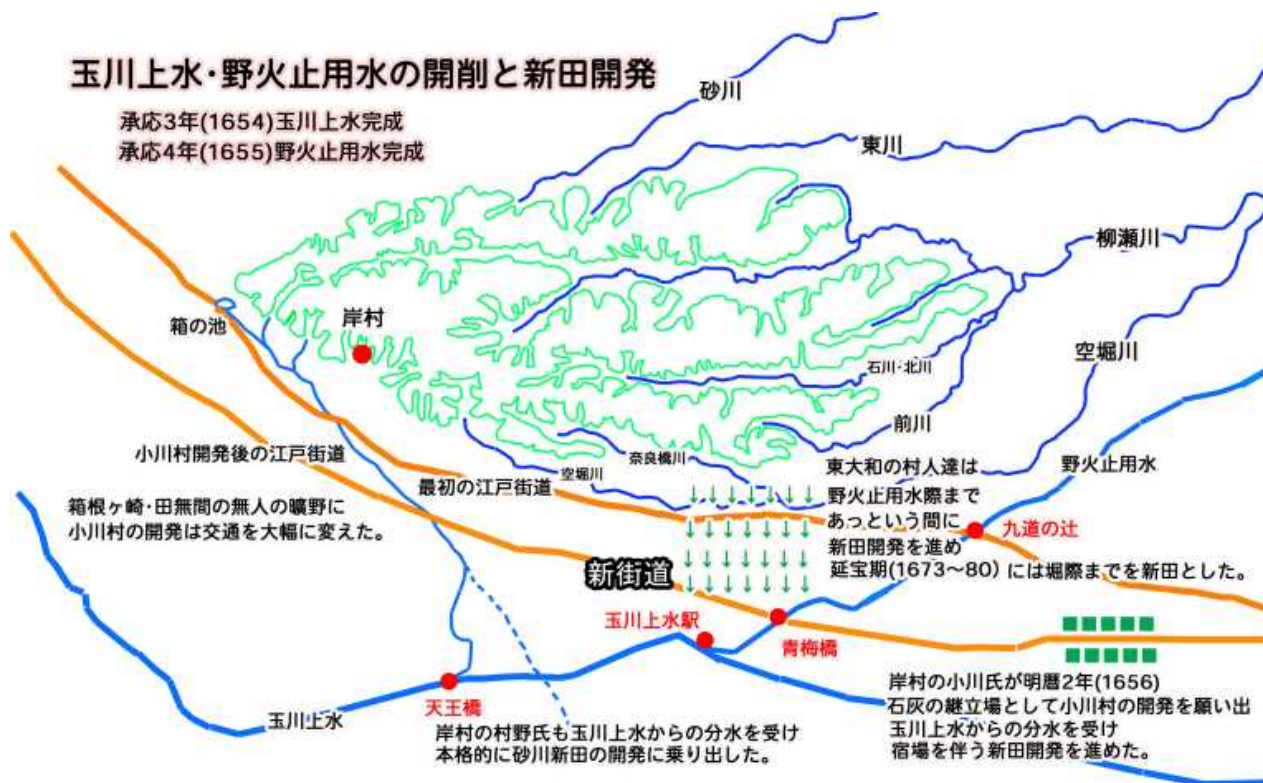 玉川上水・野火止用水の開削と新田開発
承応3年(1654)玉川上水完成
承応4年(1655)野火止用水完成
砂川
東川
柳瀬川
箱の池
岸村
空堀川
石川・北川
前川
小川村開発後の江戸街道
奈良橋川
空堀川
最初の江戸街道
野火止用水
東大和の村人達は
野火止用水際まで
あっという間に
新田開発を進め
延宝期(1673〜80)には堀際までを新田とした。
九道の辻
箱根ヶ崎・田無間の無人の曠野に
小川村の開発は交通を大幅に変えた。
新街道
玉川上水駅
青梅橋
天王橋
玉川上水
岸村の村野氏も玉川上水からの分水を受け
本格的に砂川新田の開発に乗り出した。
岸村の小川氏が明暦2年(1656)
石灰の継立場として小川村の開発を願い出
玉川上水からの分水を受け
宿場を伴う新田開発を進めた。